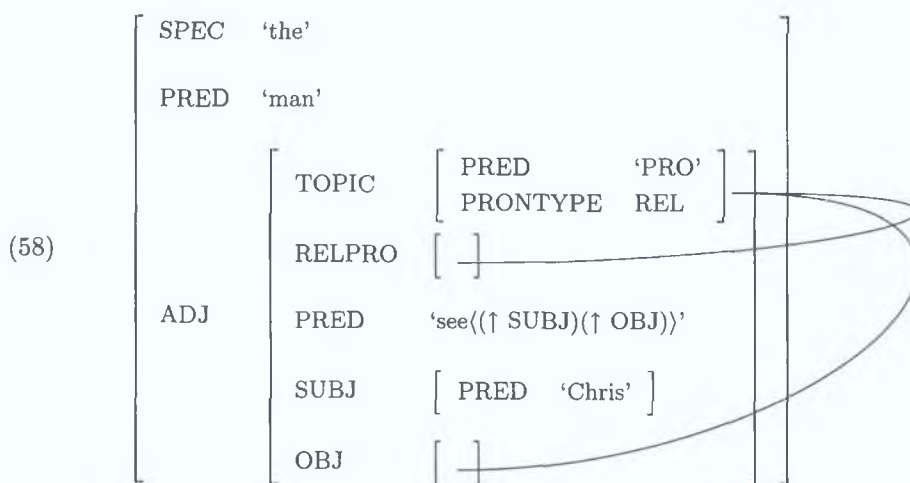 SPEC ‘the’
PRED ‘man’
TOPIC [ PRED ‘PRO’
PRONTYPE REL ]
(58)
RELPRO [ ]
ADJ PRED ‘see⟨(↑ SUBJ)(↑ OBJ)⟩’
SUBJ [ PRED ‘Chris’ ]
OBJ [ ]